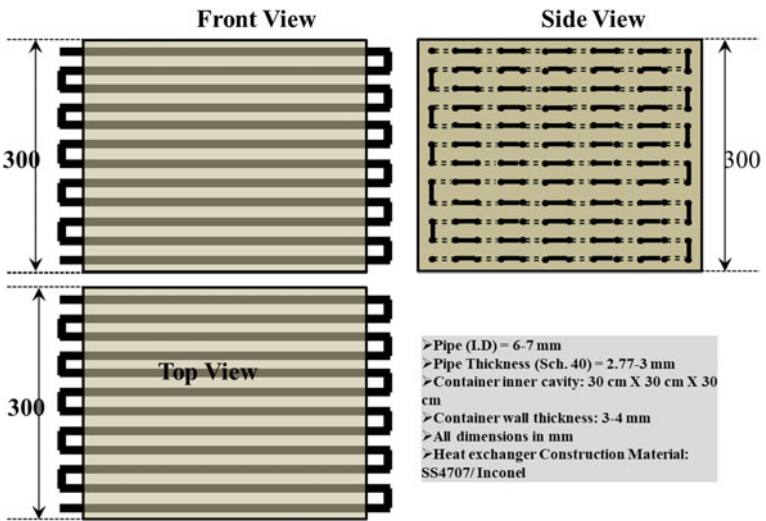 Front View
Side View
300
300
Top View
300
➢Pipe (I.D) = 6-7 mm
➢Pipe Thickness (Sch. 40) = 2.77-3 mm
➢Container inner cavity: 30 cm X 30 cm X 30
cm
➢Container wall thickness: 3-4 mm
➢All dimensions in mm
➢Heat exchanger Construction Material:
SS4707/ Inconel